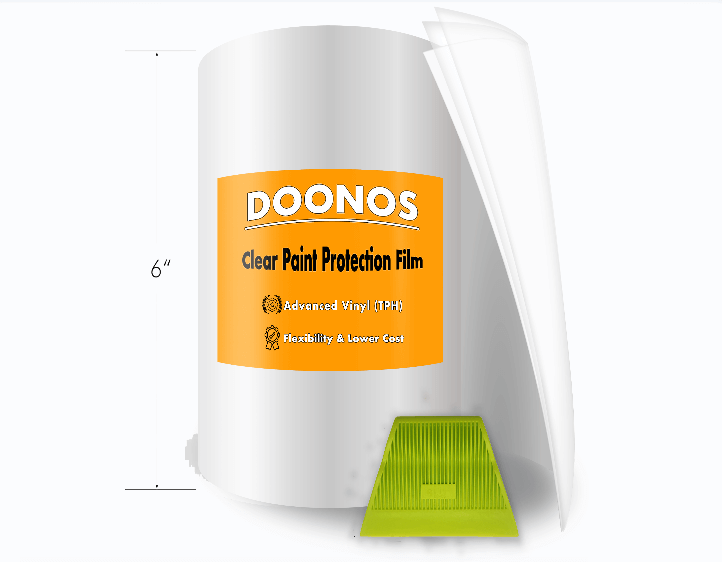 DOONOS
Clear Paint Protection Film
Advanced Vinyl (TPH)
Flexibility & Lower Cost
6"